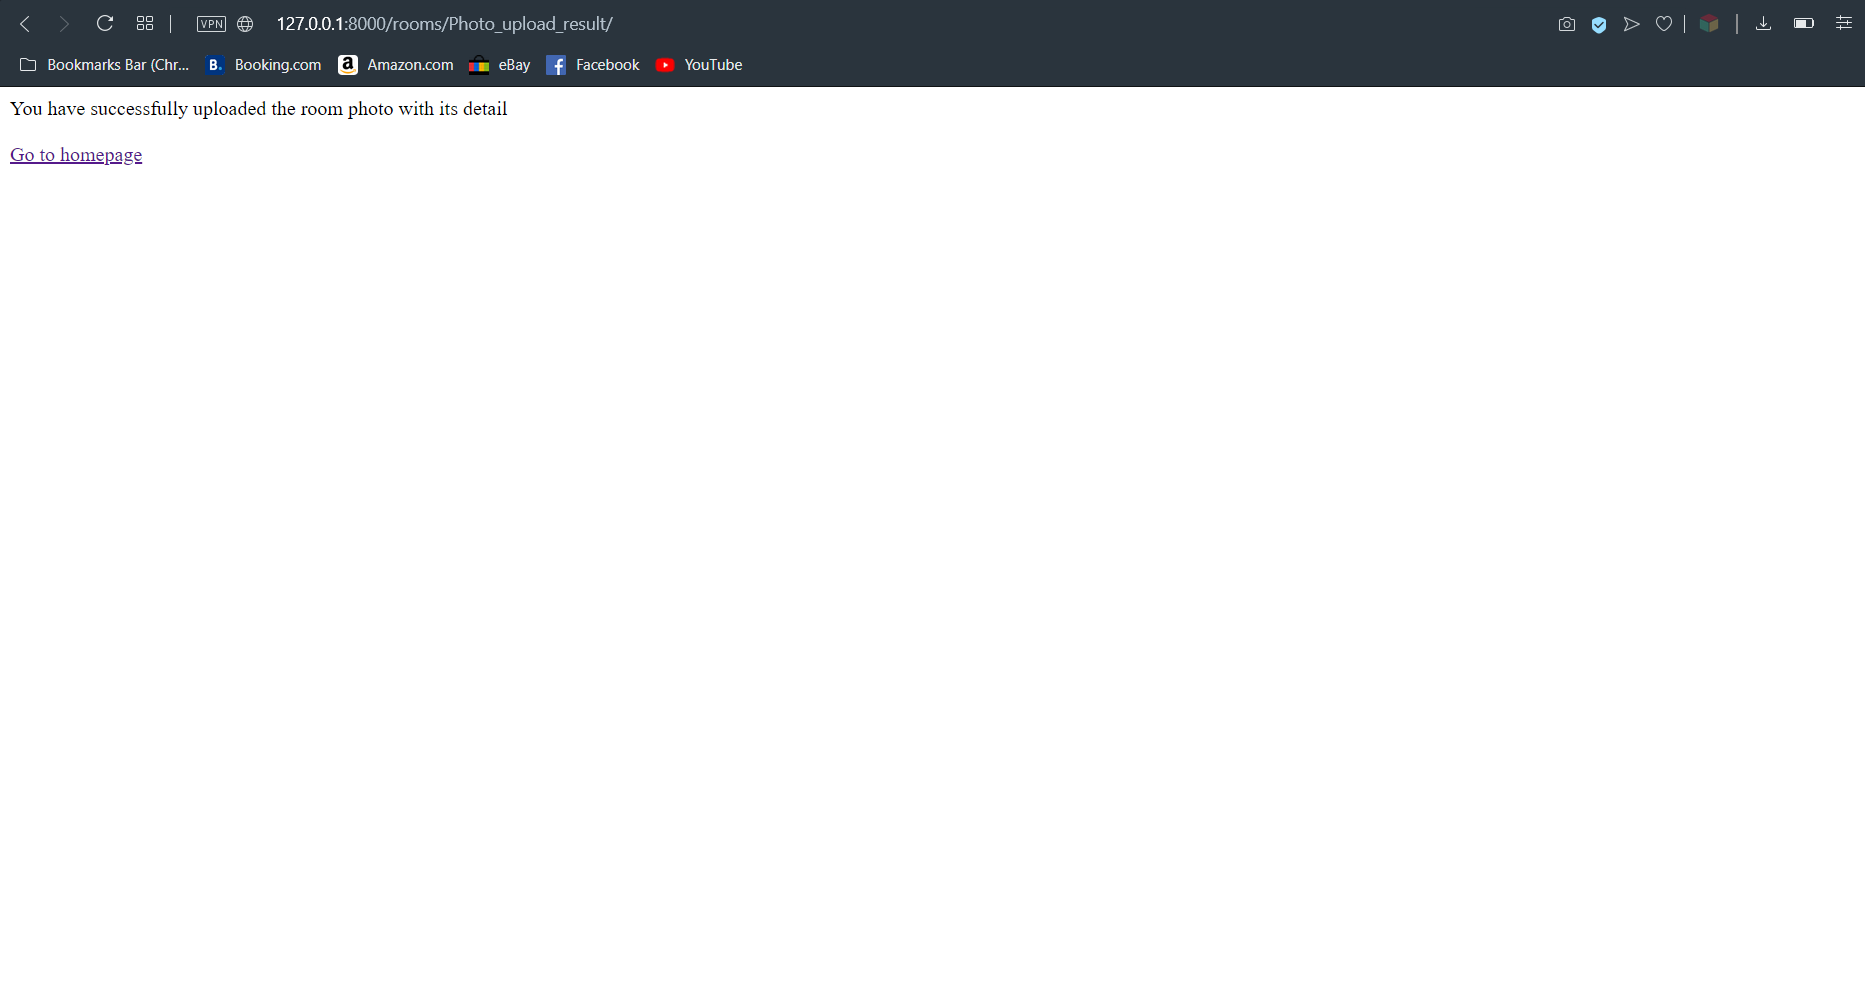 VPN 127.0.0.1:8000/rooms/Photo_upload_result/
Bookmarks Bar (Chr... B. Booking.com a Amazon.com eBay f Facebook YouTube
You have successfully uploaded the room photo with its detail
Go to homepage